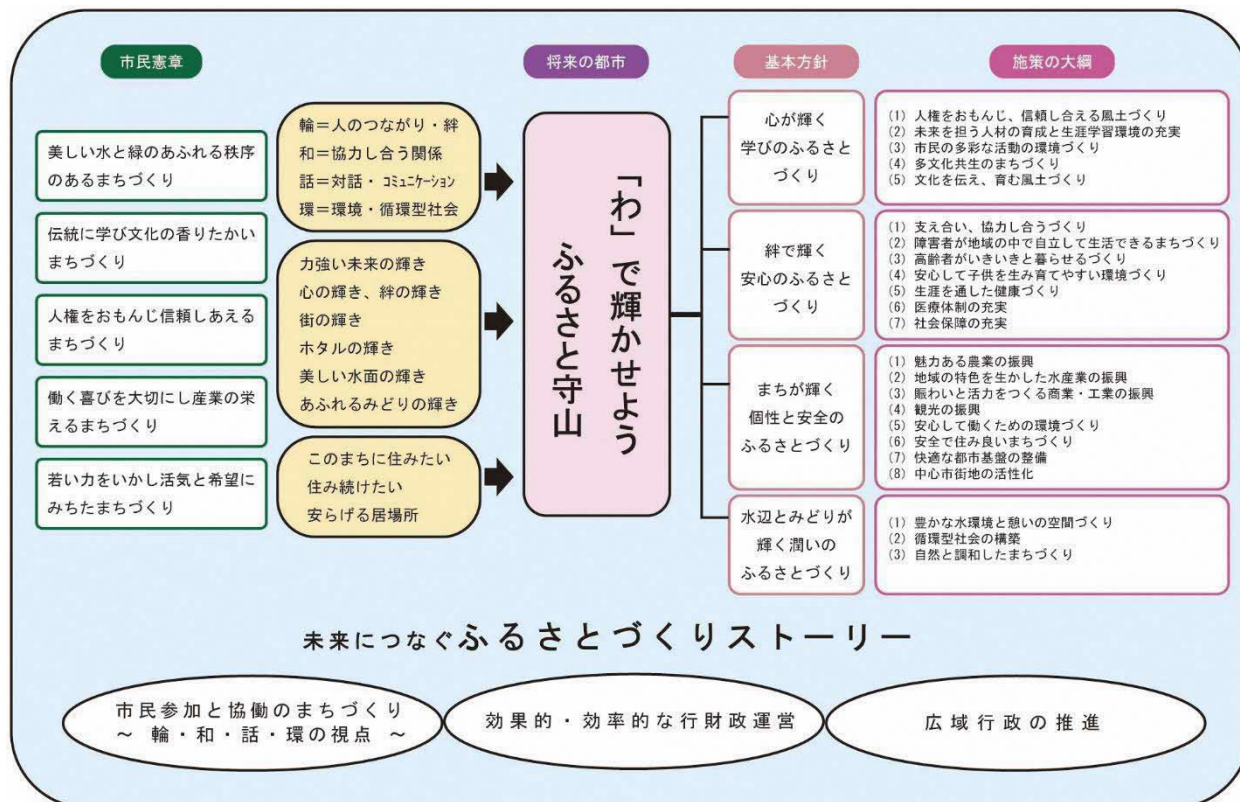 市民憲章
将来の都市
基本方針
施策の大綱
美しい水と緑のあふれる秩序
のあるまちづくり
伝統に学び文化の香りたかい
まちづくり
人権をおもんじ信頼しあえる
まちづくり
働く喜びを大切にし産業の栄
えるまちづくり
若い力をいかし活気と希望に
みちたまちづくり
輪=人のつながり・絆
和=協力し合う関係
話=対話・コミュニケーション
環=環境・循環型社会
力強い未来の輝き
心の輝き、絆の輝き
街の輝き
ホタルの輝き
美しい水面の輝き
あふれるみどりの輝き
このまちに住みたい
住み続けたい
安らげる居場所
「わ」で輝かせよう
ふるさと守山
心が輝く
学びのふるさと
づくり
(1) 人権をおもんじ、信頼し合える風土づくり
(2) 未来を担う人材の育成と生涯学習環境の充実
(3) 市民の多彩な活動の環境づくり
(4) 多文化共生のまちづくり
(5) 文化を伝え、育む風土づくり
絆で輝く
安心のふるさと
づくり
(1) 支え合い、協力し合うづくり
(2) 障害者が地域の中で自立して生活できるまちづくり
(3) 高齢者がいきいきと暮らせるづくり
(4) 安心して子供を生み育てやすい環境づくり
(5) 生涯を通した健康づくり
(6) 医療体制の充実
(7) 社会保障の充実
まちが輝く
個性と安全の
ふるさとづくり
(1) 魅力ある農業の振興
(2) 地域の特色を生かした水産業の振興
(3) 賑わいと活力をつくる商業・工業の振興
(4) 観光の振興
(5) 安心して働くための環境づくり
(6) 安全で住み良いまちづくり
(7) 快適な都市基盤の整備
(8) 中心市街地の活性化
水辺とみどりが
輝く潤いの
ふるさとづくり
(1) 豊かな水環境と憩いの空間づくり
(2) 循環型社会の構築
(3) 自然と調和したまちづくり
未来につなぐふるさとづくりストーリー
市民参加と協働のまちづくり
~ 輪・和・話・環の視点 ~
効果的・効率的な行財政運営
広域行政の推進